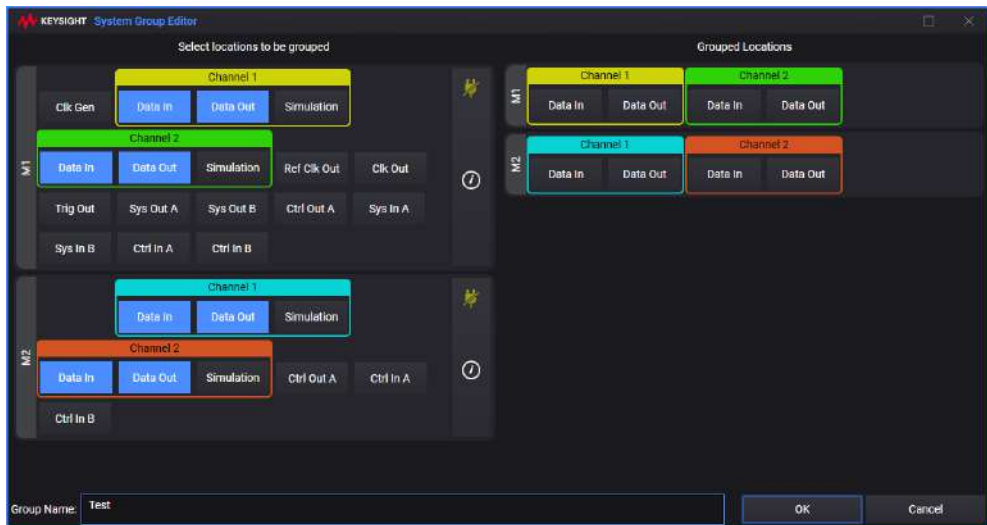 KEYSIGHT System Group Editor
Select locations to be grouped
M1
Channel 1
Clk Gen Data In Data Out Simulation
Channel 2
Data In Data Out Simulation Ref Clk Out Clk Out
Trig Out Sys Out A Sys Out B Ctrl Out A Sys In A
Sys In B Ctrl In A Ctrl In B
M2
Channel 1
Data In Data Out Simulation
Channel 2
Data In Data Out Simulation Ctrl Out A Ctrl In A
Ctrl In B
Grouped Locations
M1
Channel 1 Channel 2
Data In Data Out Data In Data Out
M2
Channel 1 Channel 2
Data In Data Out Data In Data Out
Group Name: Test
OK Cancel